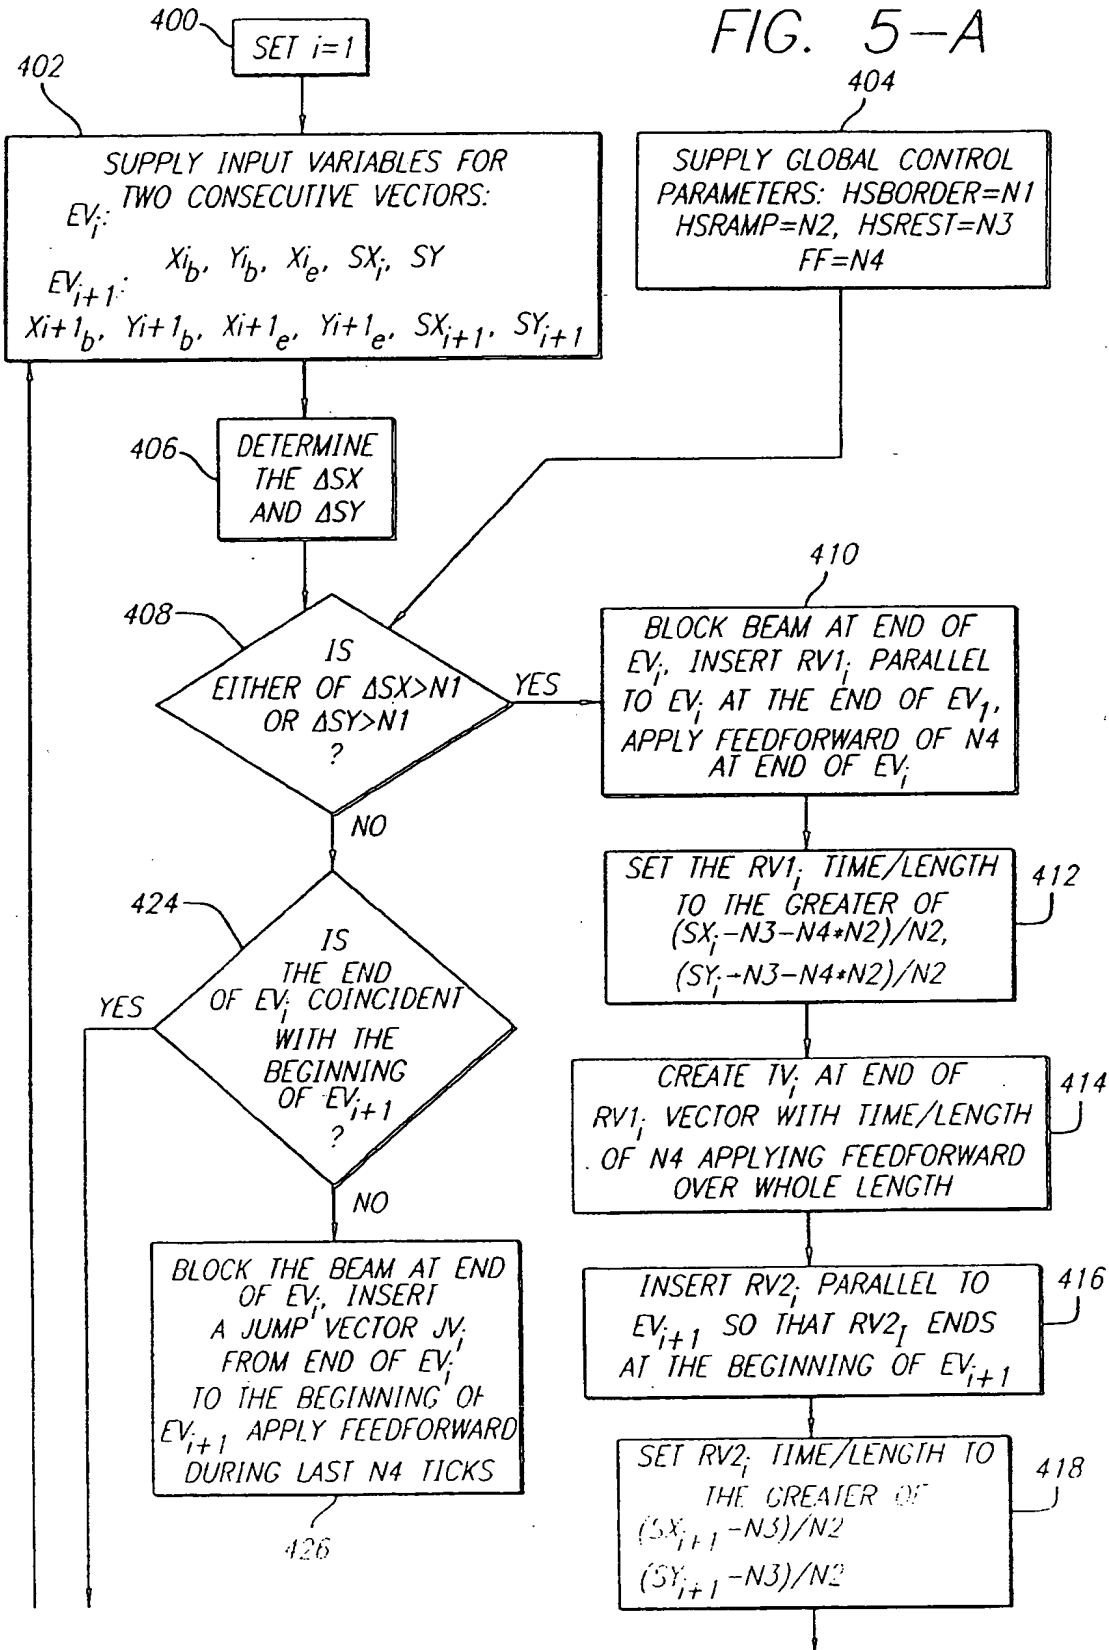 FIG. 5-A
400
SET i=1
402
SUPPLY INPUT VARIABLES FOR
TWO CONSECUTIVE VECTORS:
EVi:
Xib, Yib, Xie, SXi, SY
EVi+1:
Xi+1b, Yi+1b, Xi+1e, Yi+1e, SXi+1, SYi+1
404
SUPPLY GLOBAL CONTROL
PARAMETERS: HSBORDER=N1
HSRAMP=N2, HSREST=N3
FF=N4
406
DETERMINE
THE ΔSX
AND ΔSY
408
IS
EITHER OF ΔSX>N1
OR ΔSY>N1
?
YES
NO
410
BLOCK BEAM AT END OF
EVi, INSERT RV1i PARALLEL
TO EVi AT THE END OF EV1,
APPLY FEEDFORWARD OF N4
AT END OF EVi
412
SET THE RV1i TIME/LENGTH
TO THE GREATER OF
(SXi-N3-N4*N2)/N2,
(SYi-N3-N4*N2)/N2
414
CREATE TVi AT END OF
RV1i VECTOR WITH TIME/LENGTH
OF N4 APPLYING FEEDFORWARD
OVER WHOLE LENGTH
416
INSERT RV2i PARALLEL TO
EVi+1 SO THAT RV2I ENDS
AT THE BEGINNING OF EVi+1
418
SET RV2i TIME/LENGTH TO
THE GREATER OF
(SXi+1-N3)/N2
(SYi+1-N3)/N2
424
IS
THE END
OF EVi COINCIDENT
WITH THE
BEGINNING
OF EVi+1
?
YES
NO
BLOCK THE BEAM AT END
OF EVi, INSERT
A JUMP VECTOR JVi
FROM END OF EVi
TO THE BEGINNING OF
EVi+1 APPLY FEEDFORWARD
DURING LAST N4 TICKS
426